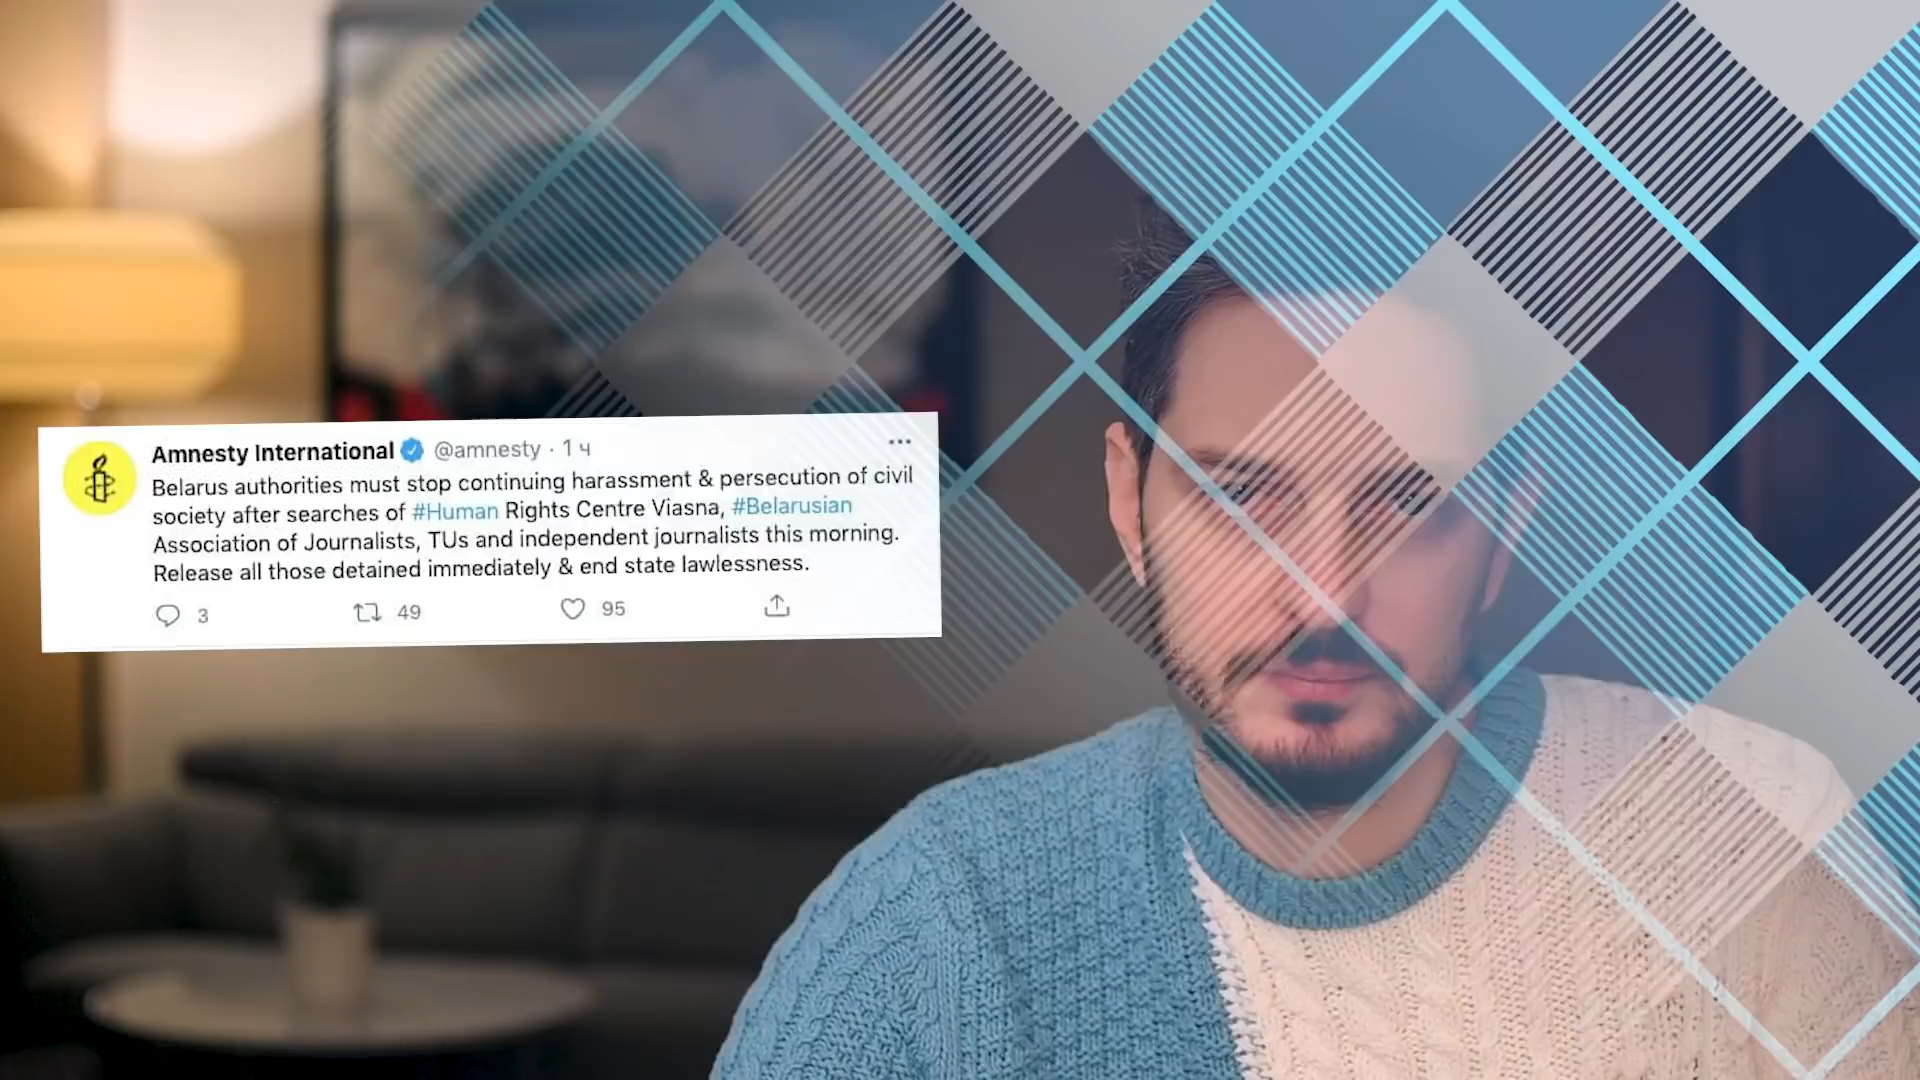 Amnesty International @amnesty · 1 ч
Belarus authorities must stop continuing harassment & persecution of civil
society after searches of #Human Rights Centre Viasna, #Belarusian
Association of Journalists, TUs and independent journalists this morning.
Release all those detained immediately & end state lawlessness.
3 49 95